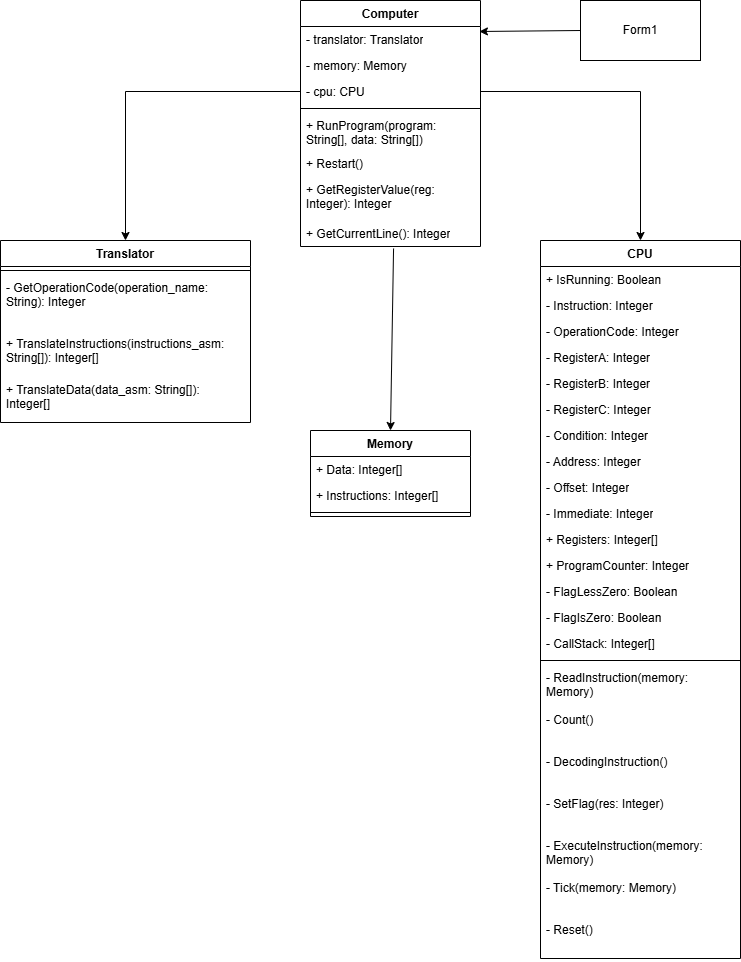 Computer
- translator: Translator
- memory: Memory
- cpu: CPU
+ RunProgram(program:
String[], data: String[])
+ Restart()
+ GetRegisterValue(reg:
Integer): Integer
+ GetCurrentLine(): Integer
Form1
Translator
- GetOperationCode(operation_name:
String): Integer
+ TranslateInstructions(instructions_asm:
String[]): Integer[]
+ TranslateData(data_asm: String[]):
Integer[]
Memory
+ Data: Integer[]
+ Instructions: Integer[]
CPU
+ IsRunning: Boolean
- Instruction: Integer
- OperationCode: Integer
- RegisterA: Integer
- RegisterB: Integer
- RegisterC: Integer
- Condition: Integer
- Address: Integer
- Offset: Integer
- Immediate: Integer
+ Registers: Integer[]
+ ProgramCounter: Integer
- FlagLessZero: Boolean
- FlagIsZero: Boolean
- CallStack: Integer[]
- ReadInstruction(memory:
Memory)
- Count()
- DecodingInstruction()
- SetFlag(res: Integer)
- ExecuteInstruction(memory:
Memory)
- Tick(memory: Memory)
- Reset()